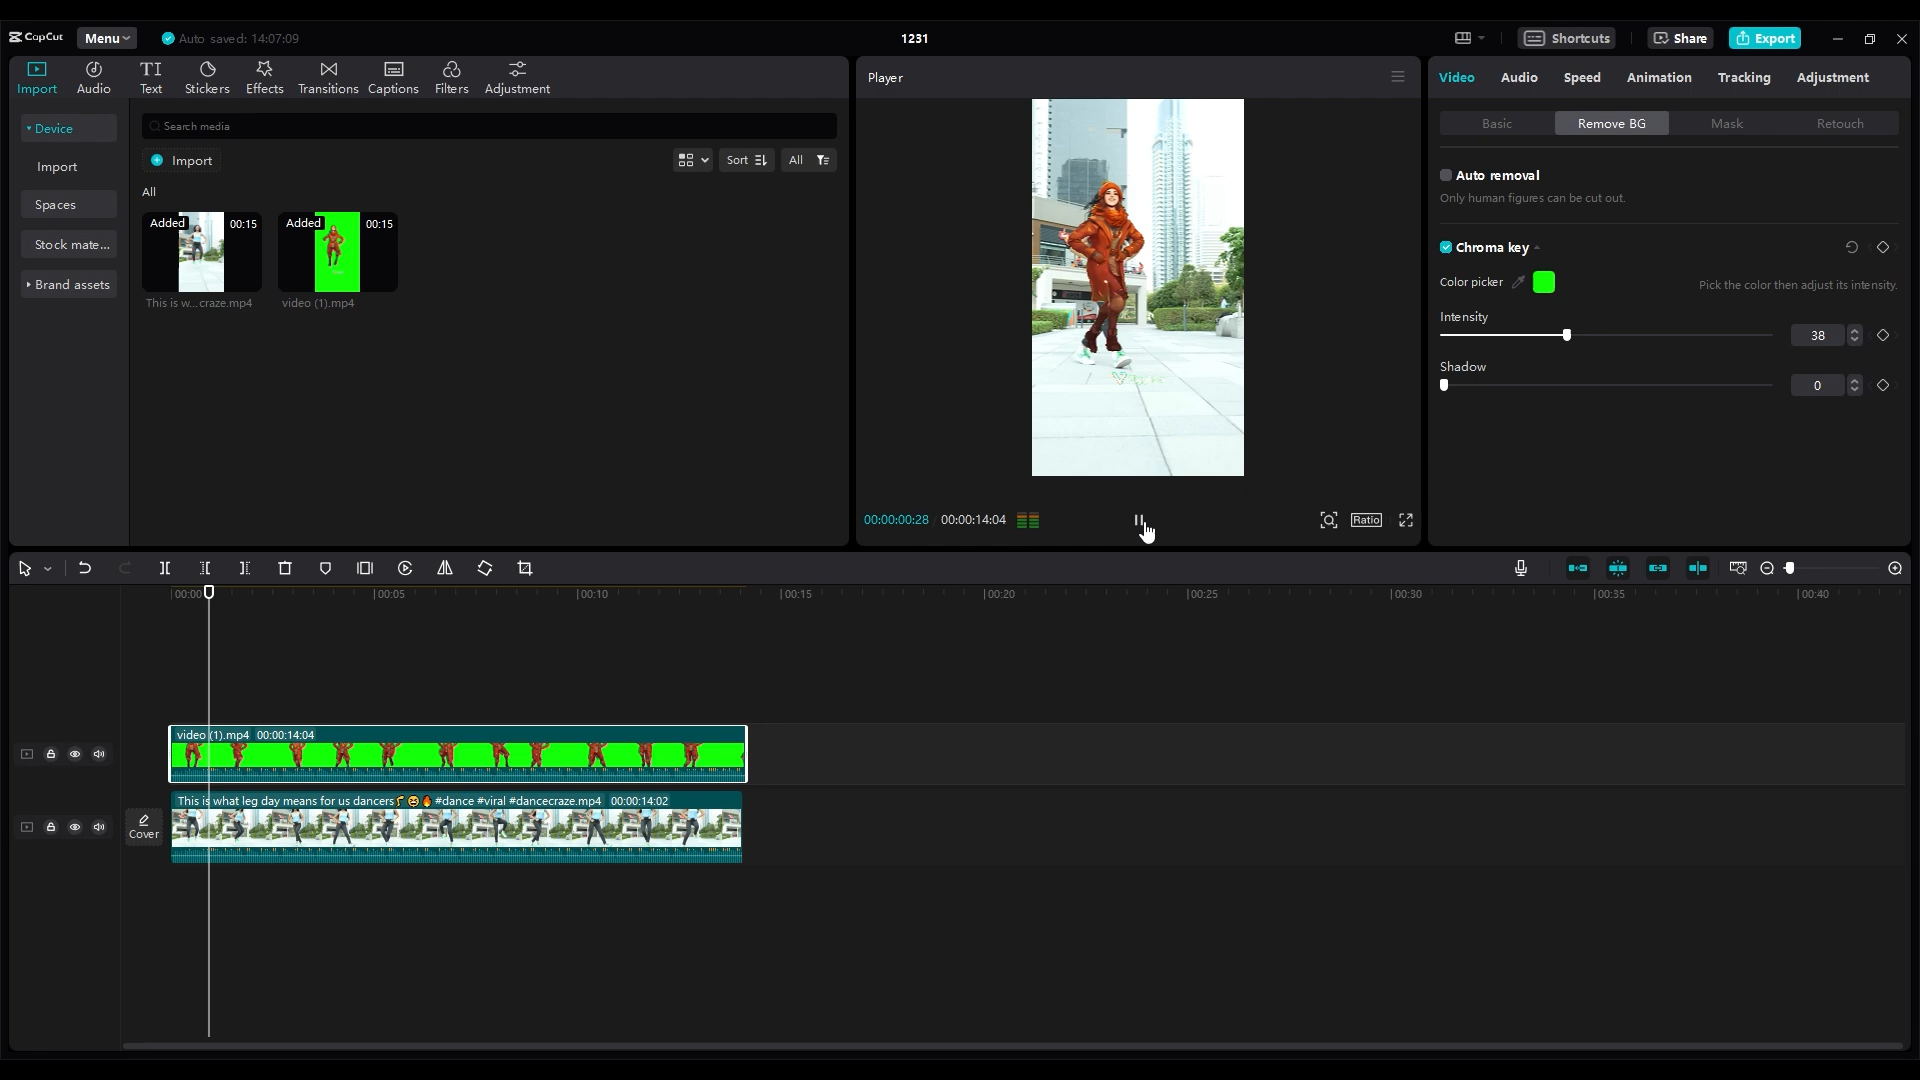 CapCut Menu Auto saved: 14:07:09 1231 Shortcuts Share Export
Import Audio Text Stickers Effects Transitions Captions Filters Adjustment
Device
Import
Spaces
Stock mate...
Brand assets
Search media
Import Sort All
All
Added 00:15 Added 00:15
This is w...craze.mp4 video (1).mp4
Player
00:00:00:28 00:00:14:04 Ratio
Video Audio Speed Animation Tracking Adjustment
Basic Remove BG Mask Retouch
Auto removal
Only human figures can be cut out.
Chroma key
Color picker Pick the color then adjust its intensity.
Intensity
38
Shadow
0
00:00 00:05 00:10 00:15 00:20 00:25 00:30 00:35 00:40
video (1).mp4 00:00:14:04
Cover
This is what leg day means for us dancers🦵😆🔥 #dance #viral #dancecraze.mp4 00:00:14:02